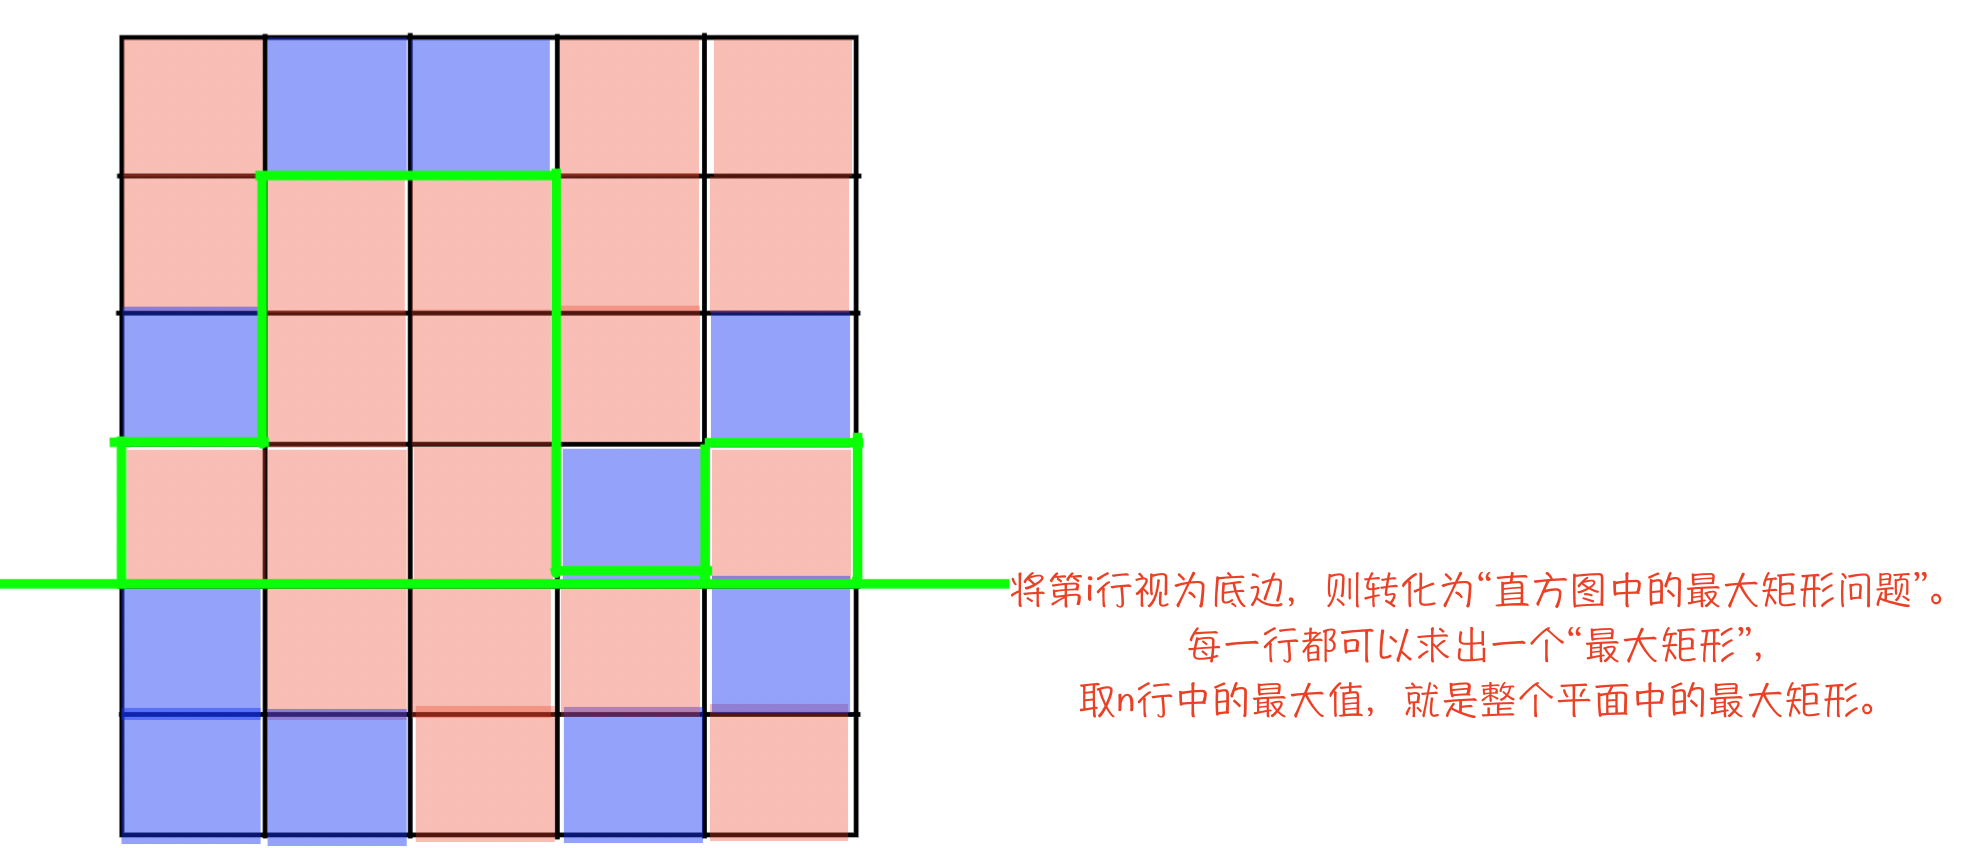 将第i行视为底边，则转化为“直方图中的最大矩形问题”。
每一行都可以求出一个“最大矩形”，
取n行中的最大值，就是整个平面中的最大矩形。